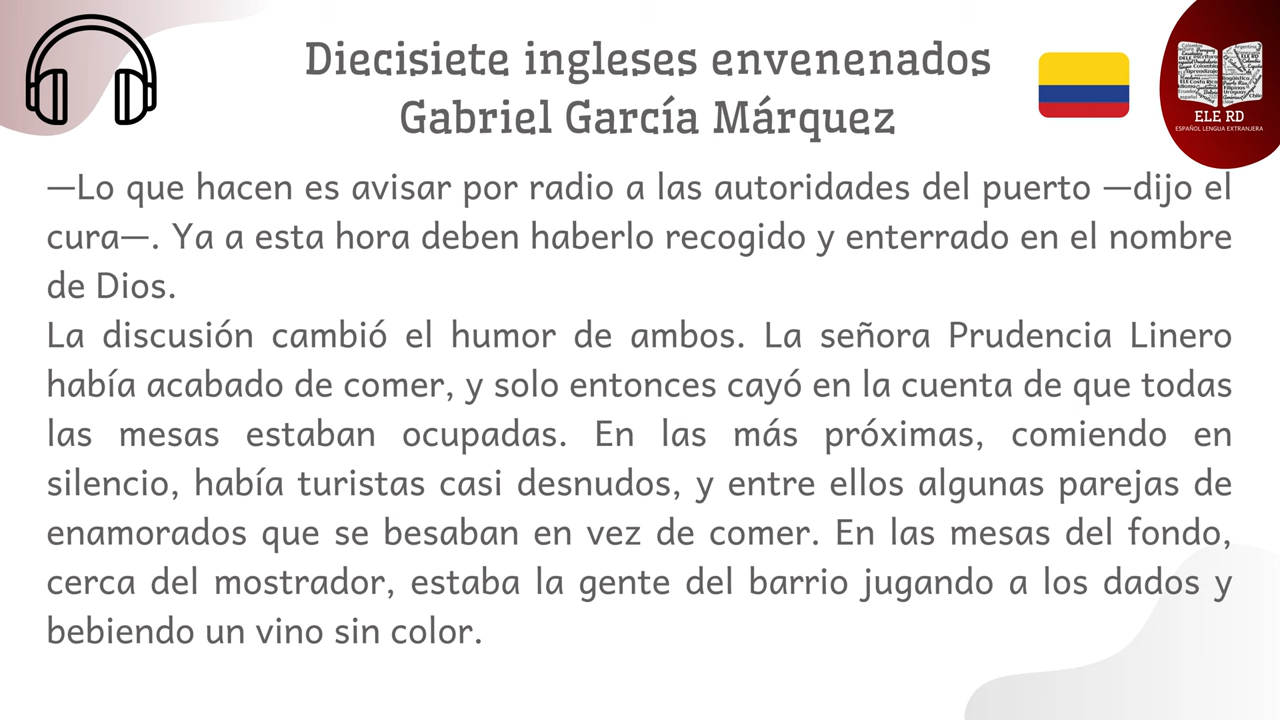 Diecisiete ingleses envenenados
Gabriel García Márquez
ELE RD
ESPAÑOL LENGUA EXTRANJERA
—Lo que hacen es avisar por radio a las autoridades del puerto —dijo el
cura—. Ya a esta hora deben haberlo recogido y enterrado en el nombre
de Dios.
La discusión cambió el humor de ambos. La señora Prudencia Linero
había acabado de comer, y solo entonces cayó en la cuenta de que todas
las mesas estaban ocupadas. En las más próximas, comiendo en
silencio, había turistas casi desnudos, y entre ellos algunas parejas de
enamorados que se besaban en vez de comer. En las mesas del fondo,
cerca del mostrador, estaba la gente del barrio jugando a los dados y
bebiendo un vino sin color.